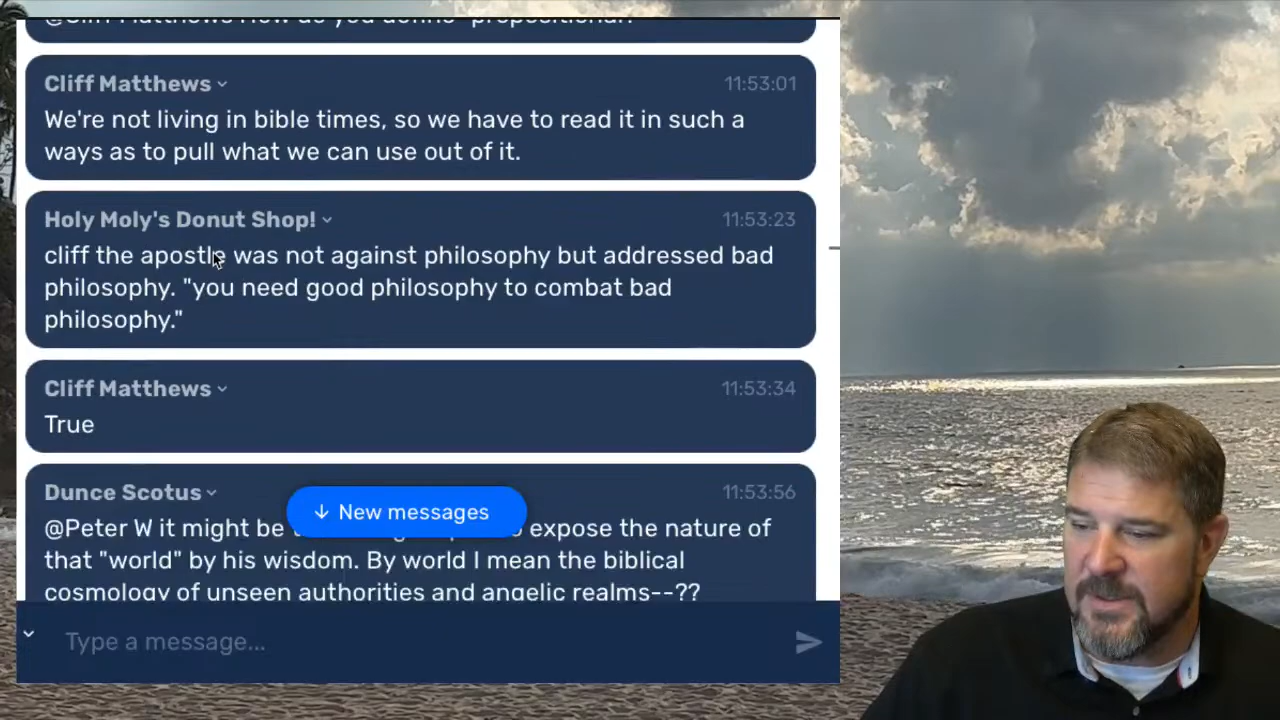 Cliff Matthews 11:53:01
We're not living in bible times, so we have to read it in such a
ways as to pull what we can use out of it.
Holy Moly's Donut Shop! 11:53:23
cliff the apostle was not against philosophy but addressed bad
philosophy. "you need good philosophy to combat bad
philosophy."
Cliff Matthews 11:53:34
True
Dunce Scotus 11:53:56
↓ New messages
@Peter W it might be expose the nature of
that "world" by his wisdom. By world I mean the biblical
cosmology of unseen authorities and angelic realms--??
Type a message...